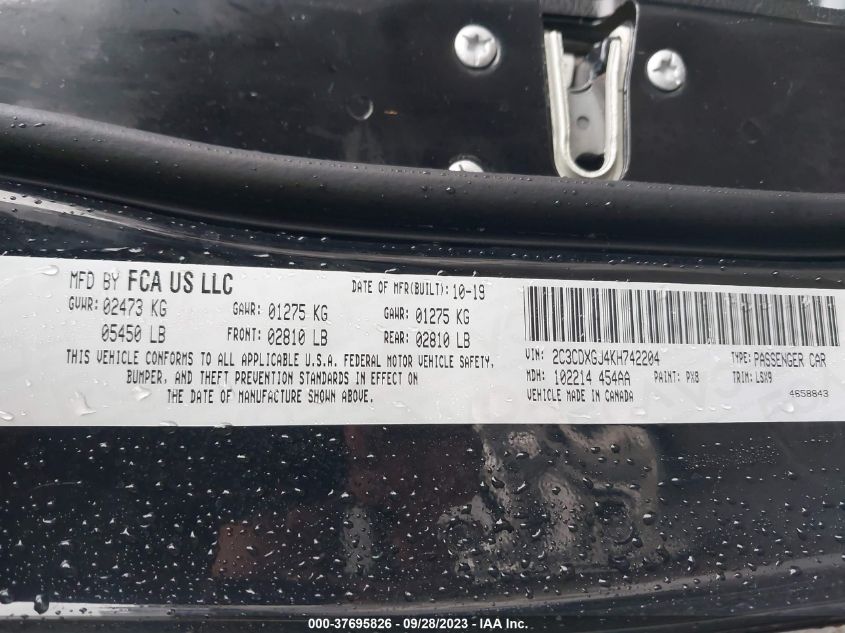 MFD BY FCA US LLC
DATE OF MFR(BUILT): 10-19
GVWR: 02473 KG
GAWR: 01275 KG
GAWR: 01275 KG
05450 LB
FRONT: 02810 LB
REAR: 02810 LB
THIS VEHICLE CONFORMS TO ALL APPLICABLE U.S.A. FEDERAL MOTOR VEHICLE SAFETY,
BUMPER, AND THEFT PREVENTION STANDARDS IN EFFECT ON
THE DATE OF MANUFACTURE SHOWN ABOVE.
VIN: 2C3CDXGJ4KH742204
TYPE: PASSENGER CAR
MDH: 102214 454AA
PAINT: PX8
TRIM: LSX9
VEHICLE MADE IN CANADA
4658843
000-37695826 - 09/28/2023 - © IAA, Inc.